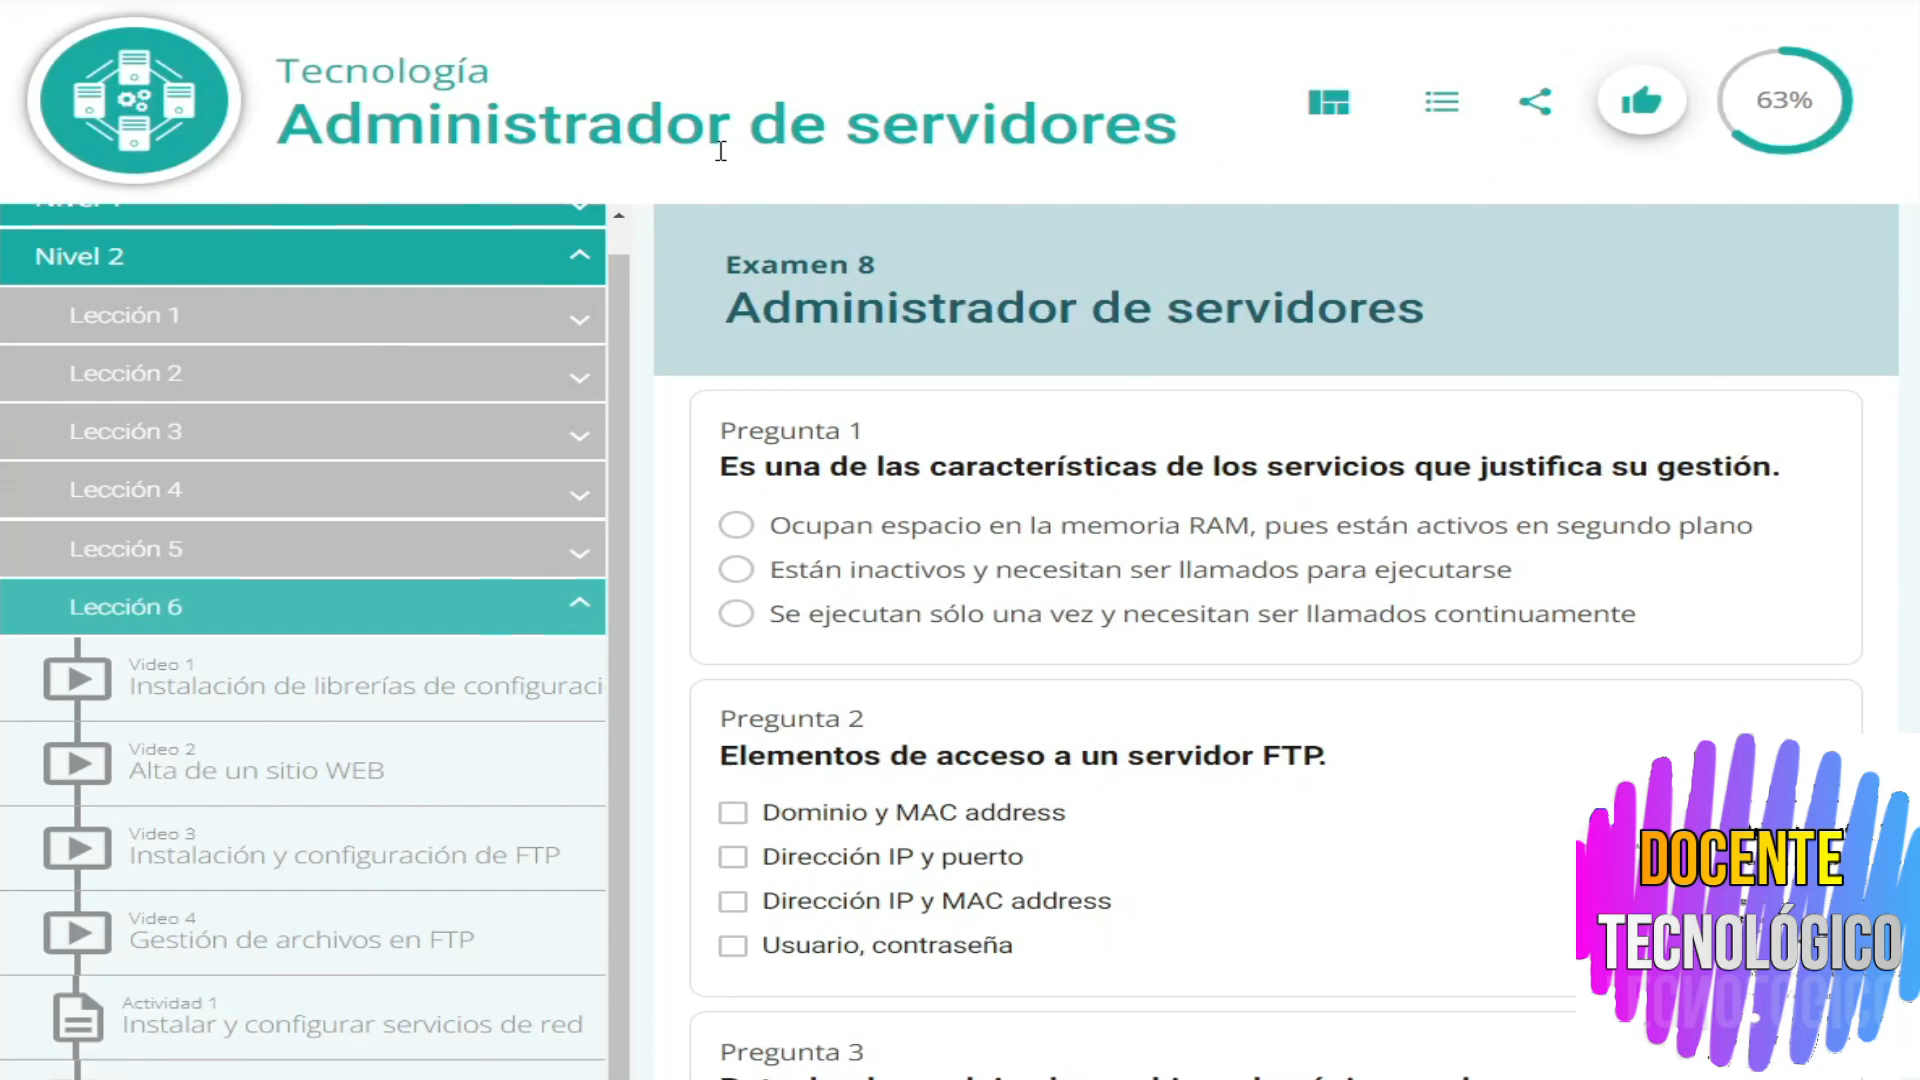 Tecnología
Administrador de servidores
63%
Nivel 1
Nivel 2
Lección 1
Lección 2
Lección 3
Lección 4
Lección 5
Lección 6
Video 1
Instalación de librerías de configuraci
Video 2
Alta de un sitio WEB
Video 3
Instalación y configuración de FTP
Video 4
Gestión de archivos en FTP
Actividad 1
Instalar y configurar servicios de red
Examen 8
Administrador de servidores
Pregunta 1
Es una de las características de los servicios que justifica su gestión.
Ocupan espacio en la memoria RAM, pues están activos en segundo plano
Están inactivos y necesitan ser llamados para ejecutarse
Se ejecutan sólo una vez y necesitan ser llamados continuamente
Pregunta 2
Elementos de acceso a un servidor FTP.
Dominio y MAC address
Dirección IP y puerto
Dirección IP y MAC address
Usuario, contraseña
Pregunta 3
DOCENTE
TECNOLÓGICO